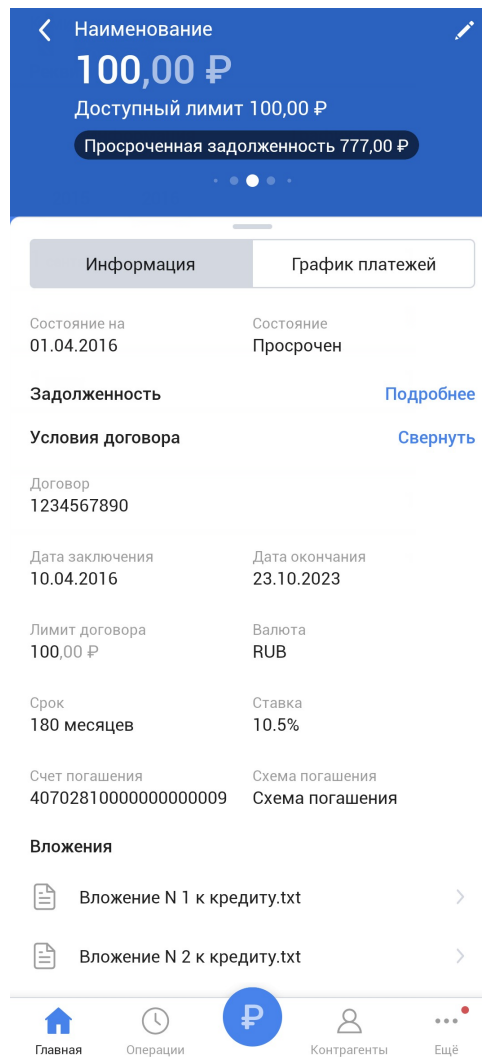 Наименование
100,00 ₽
Доступный лимит 100,00 ₽
Просроченная задолженность 777,00 ₽
Информация График платежей
Состояние на Состояние
01.04.2016 Просрочен
Задолженность Подробнее
Условия договора Свернуть
Договор
1234567890
Дата заключения Дата окончания
10.04.2016 23.10.2023
Лимит договора Валюта
100,00 ₽ RUB
Срок Ставка
180 месяцев 10.5%
Счет погашения Схема погашения
40702810000000000009 Схема погашения
Вложения
Вложение N 1 к кредиту.txt
Вложение N 2 к кредиту.txt
₽
Главная Операции Контрагенты Ещё